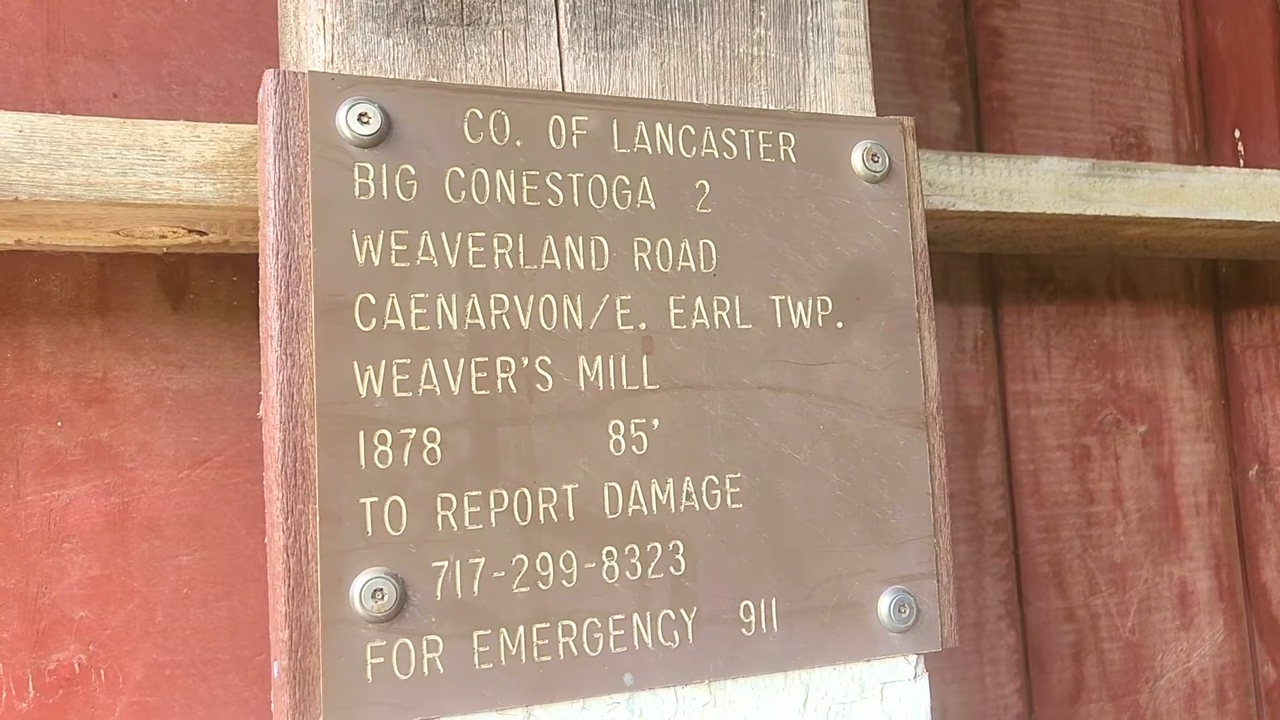 CO. OF LANCASTER
BIG CONESTOGA 2
WEAVERLAND ROAD
CAENARVON/E. EARL TWP.
WEAVER'S MILL
1878 85'
TO REPORT DAMAGE
717-299-8323
FOR EMERGENCY 911